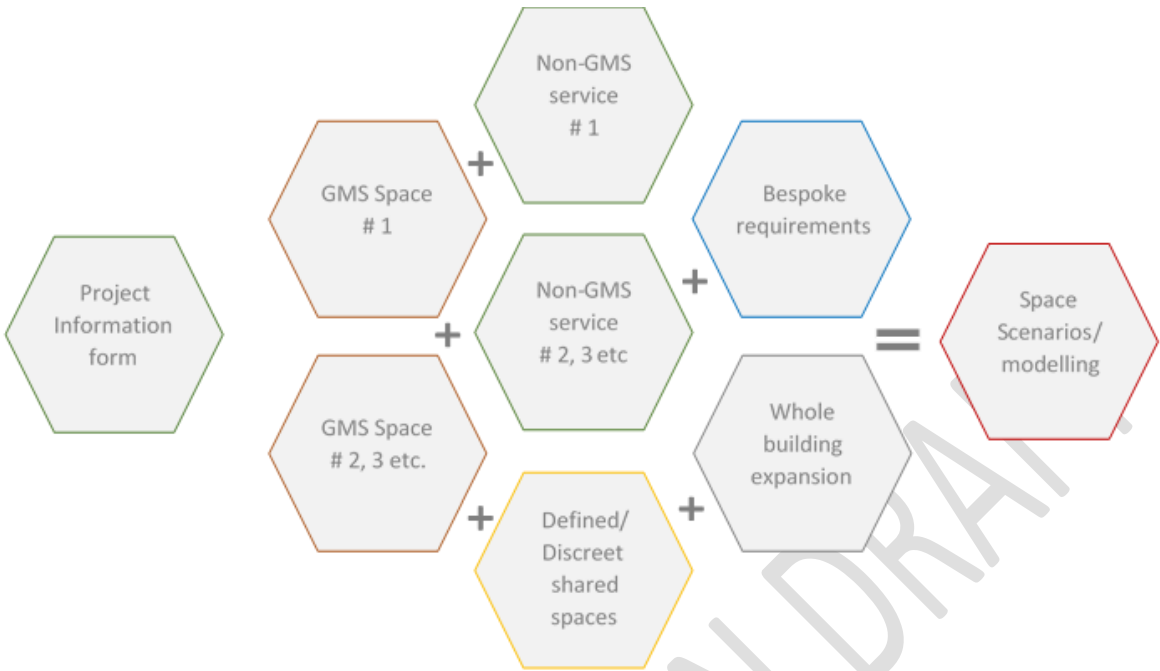 Project
Information
form
GMS Space
# 1
GMS Space
# 2, 3 etc.
Non-GMS
service
# 1
Non-GMS
service
# 2, 3 etc
Defined/
Discreet
shared
spaces
Bespoke
requirements
Whole
building
expansion
Space
Scenarios/
modelling
+
+
+
+
+
+
=
N DRAFT